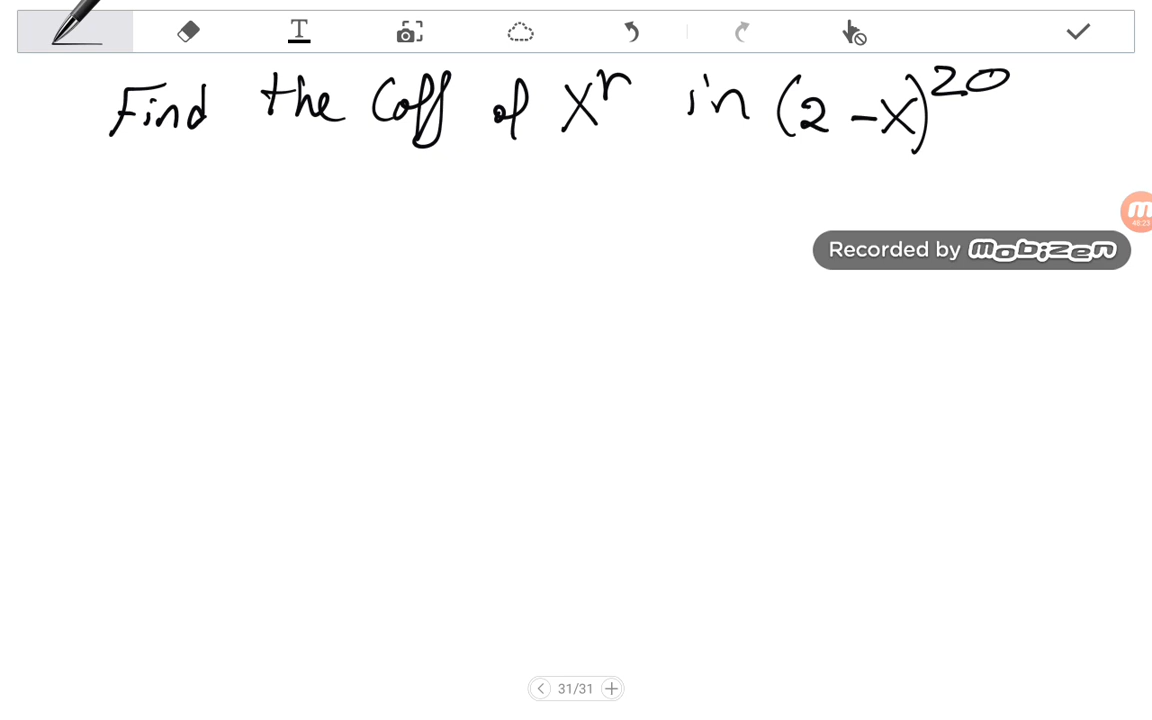 T
Find the Coff of X^r in (2 - X)^20
Recorded by mobizen
31/31